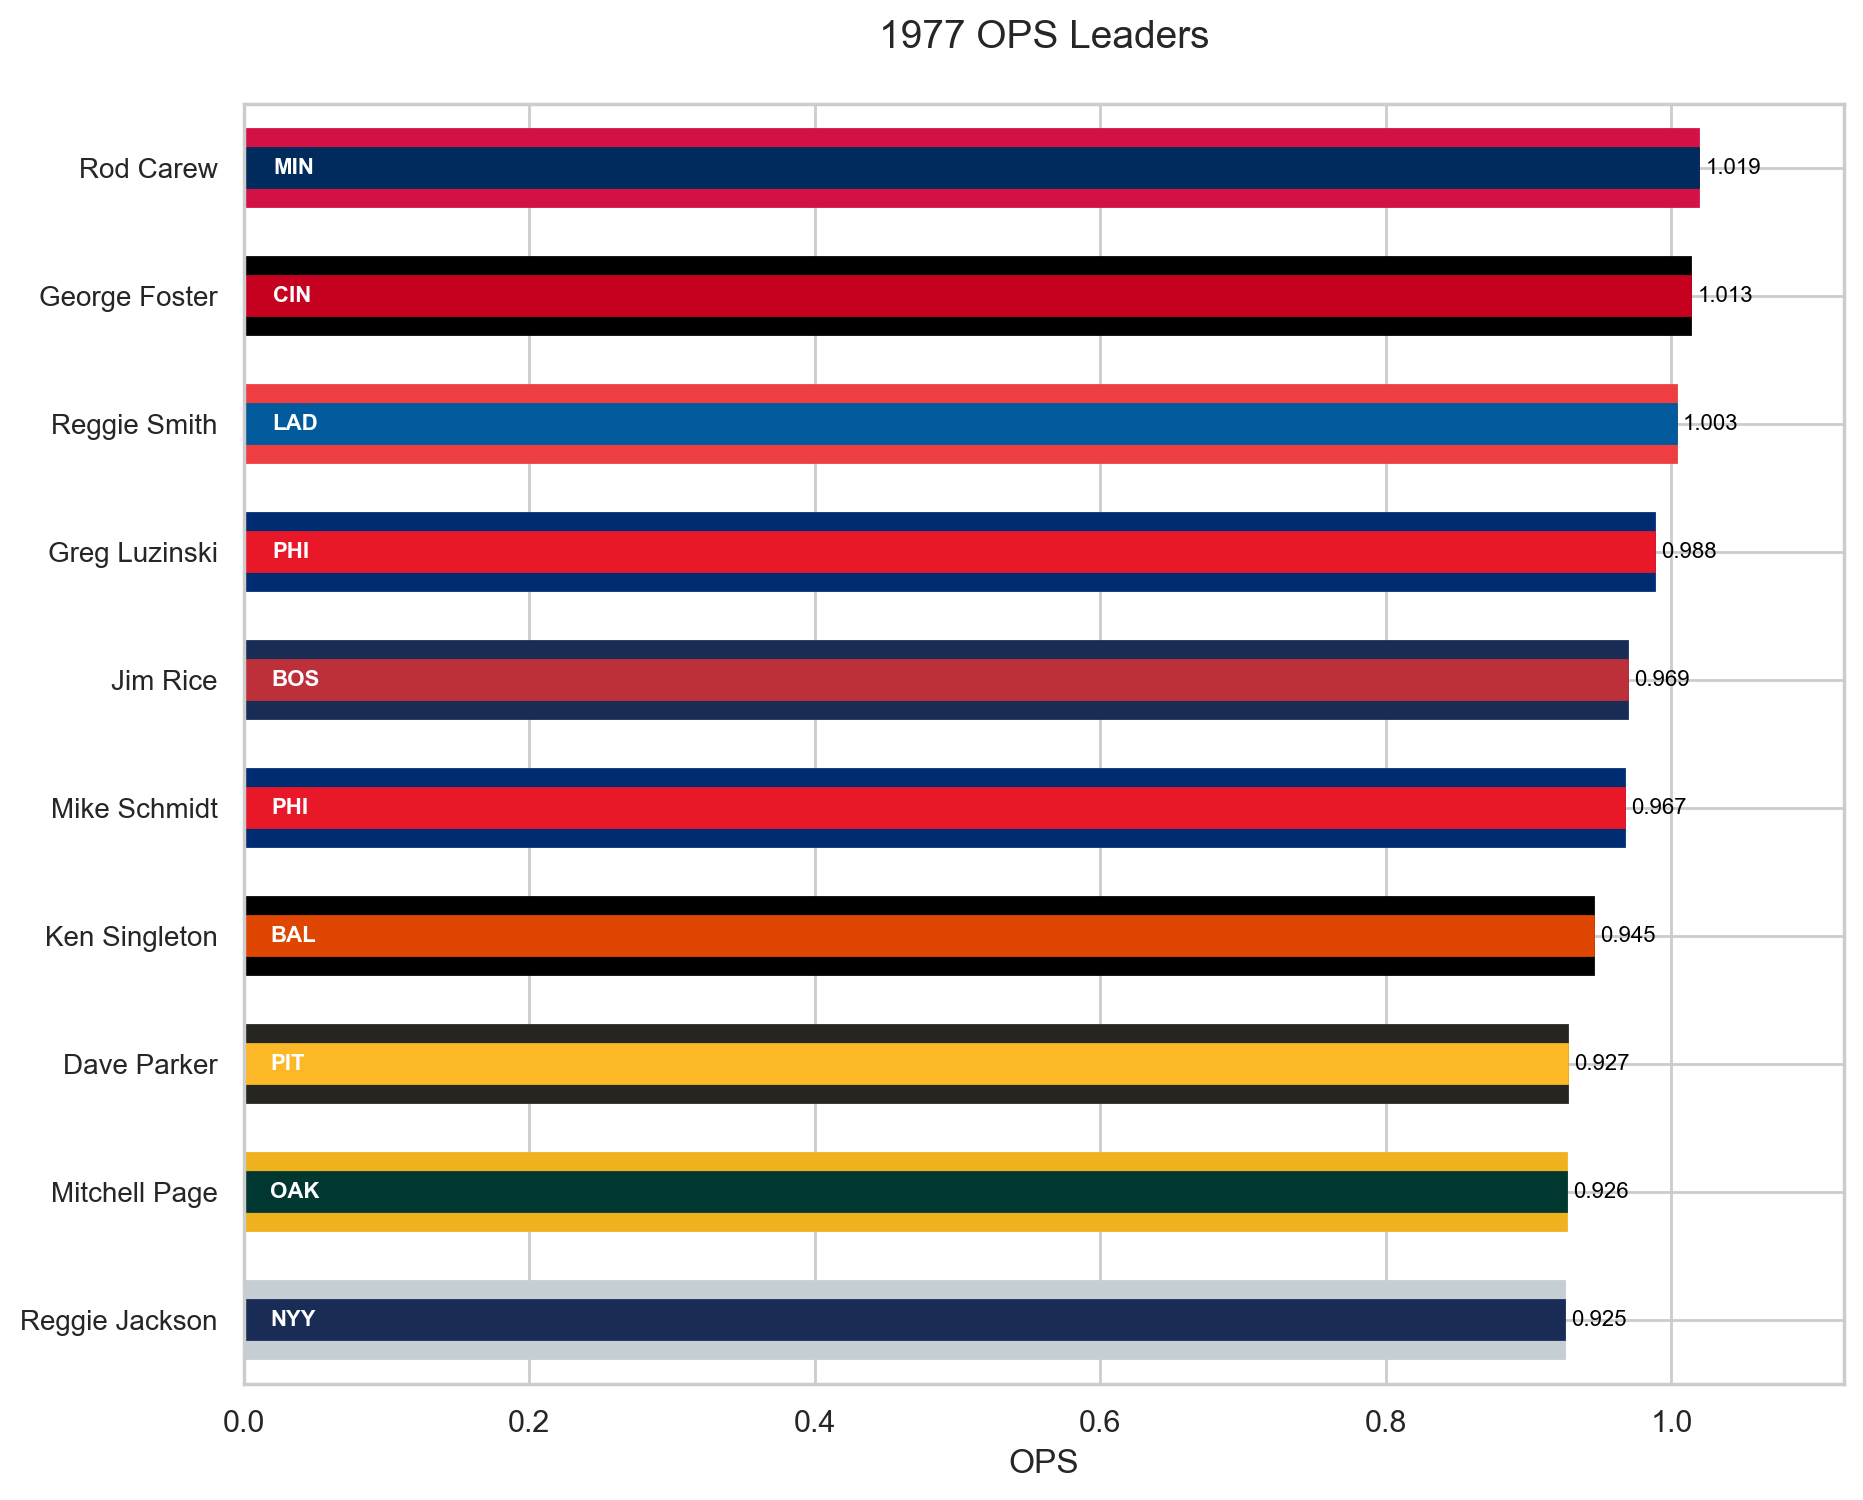 1977 OPS Leaders
Rod Carew MIN 1.019
George Foster CIN 1.013
Reggie Smith LAD 1.003
Greg Luzinski PHI 0.988
Jim Rice BOS 0.969
Mike Schmidt PHI 0.967
Ken Singleton BAL 0.945
Dave Parker PIT 0.927
Mitchell Page OAK 0.926
Reggie Jackson NYY 0.925
0.0 0.2 0.4 0.6 0.8 1.0
OPS